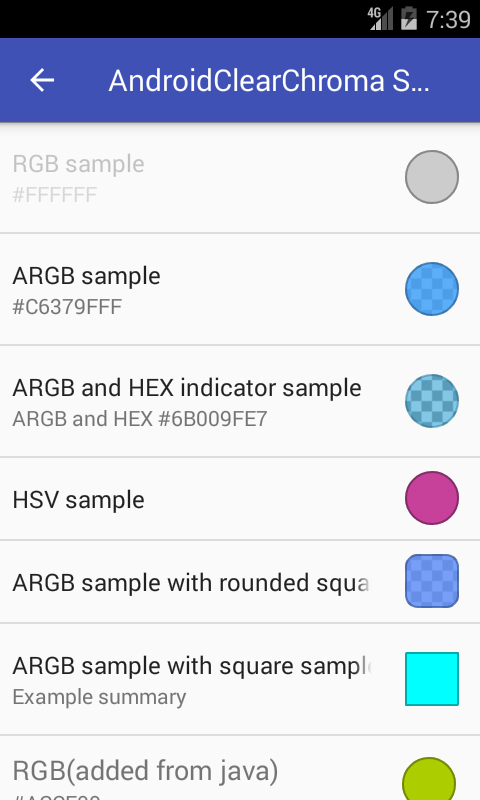 4G 7:39
AndroidClearChroma S...
RGB sample
#FFFFFF
ARGB sample
#C6379FFF
ARGB and HEX indicator sample
ARGB and HEX #6B009FE7
HSV sample
ARGB sample with rounded squa
ARGB sample with square sampl
Example summary
RGB(added from java)